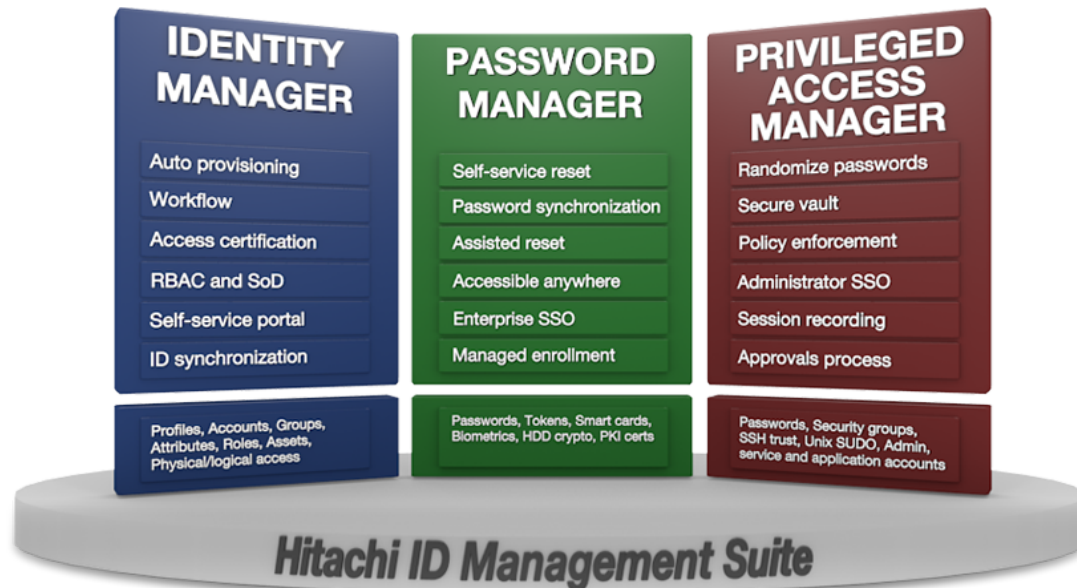 IDENTITY
MANAGER
Auto provisioning
Workflow
Access certification
RBAC and SoD
Self-service portal
ID synchronization
Profiles, Accounts, Groups,
Attributes, Roles, Assets,
Physical/logical access
PASSWORD
MANAGER
Self-service reset
Password synchronization
Assisted reset
Accessible anywhere
Enterprise SSO
Managed enrollment
Passwords, Tokens, Smart cards,
Biometrics, HDD crypto, PKI certs
PRIVILEGED
ACCESS
MANAGER
Randomize passwords
Secure vault
Policy enforcement
Administrator SSO
Session recording
Approvals process
Passwords, Security groups,
SSH trust, Unix SUDO, Admin,
service and application accounts
Hitachi ID Management Suite